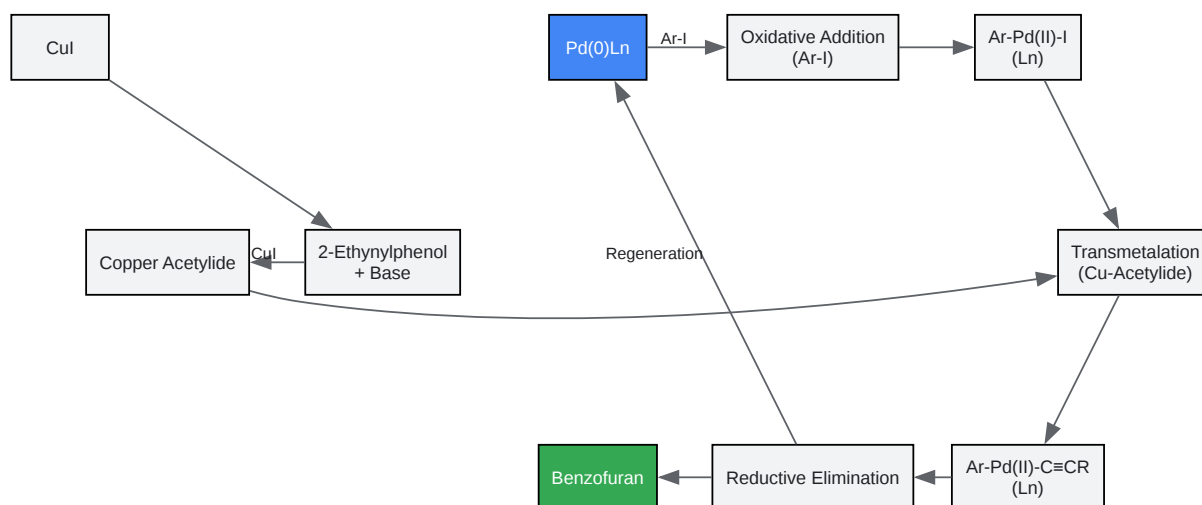 CuI
Pd(0)Ln
Ar-I
Oxidative Addition
(Ar-I)
Ar-Pd(II)-I
(Ln)
Copper Acetylide
CuI
2-Ethynylphenol
+ Base
Regeneration
Transmetalation
(Cu-Acetylide)
Benzofuran
Reductive Elimination
Ar-Pd(II)-C≡CR
(Ln)